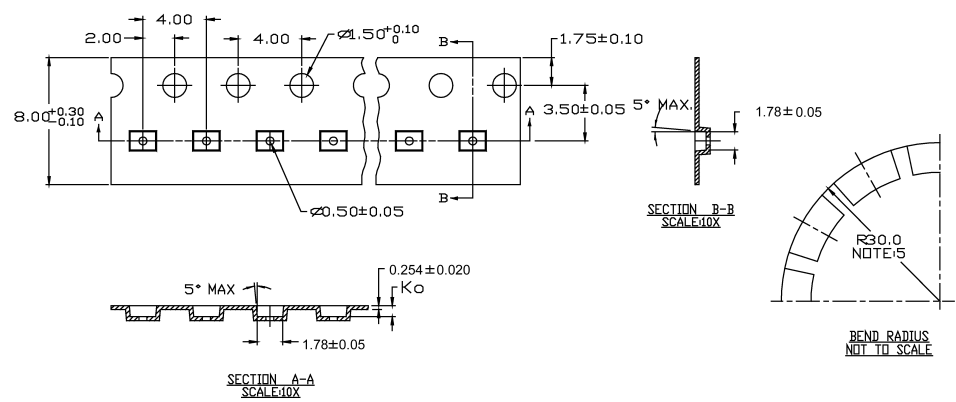 4.00
2.00
4.00
Ø1.50+0.10
0
B
1.75±0.10
8.00+0.30
-0.10
A
A
3.50±0.05
B
Ø0.50±0.05
5° MAX.
1.78±0.05
SECTION B-B
SCALE:10X
R30.0
NOTE:5
BEND RADIUS
NOT TO SCALE
5° MAX
0.254±0.020
Ko
1.78±0.05
SECTION A-A
SCALE:10X